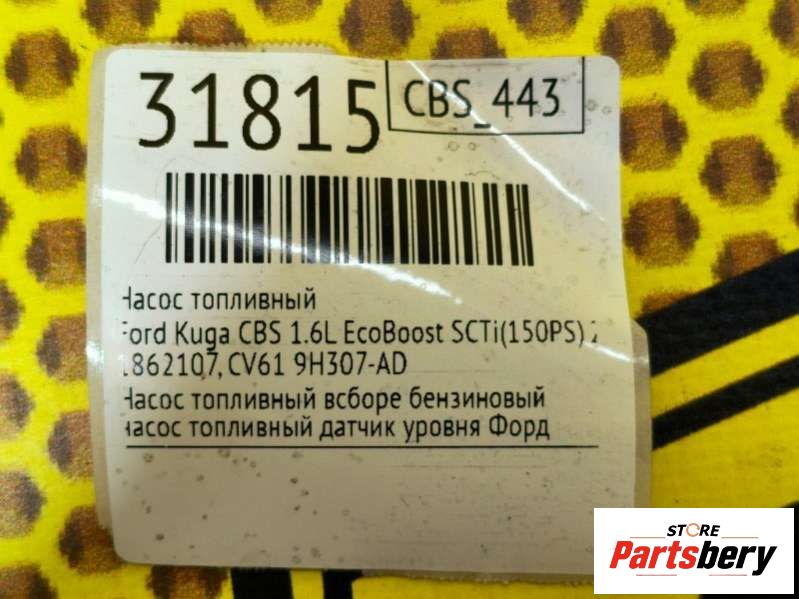 31815
CBS_443
Насос топливный
Ford Kuga CBS 1.6L EcoBoost SCTi(150PS) 2
1862107, CV61 9H307-AD
Насос топливный всборе бензиновый
насос топливный датчик уровня Форд
STORE
Partsbery